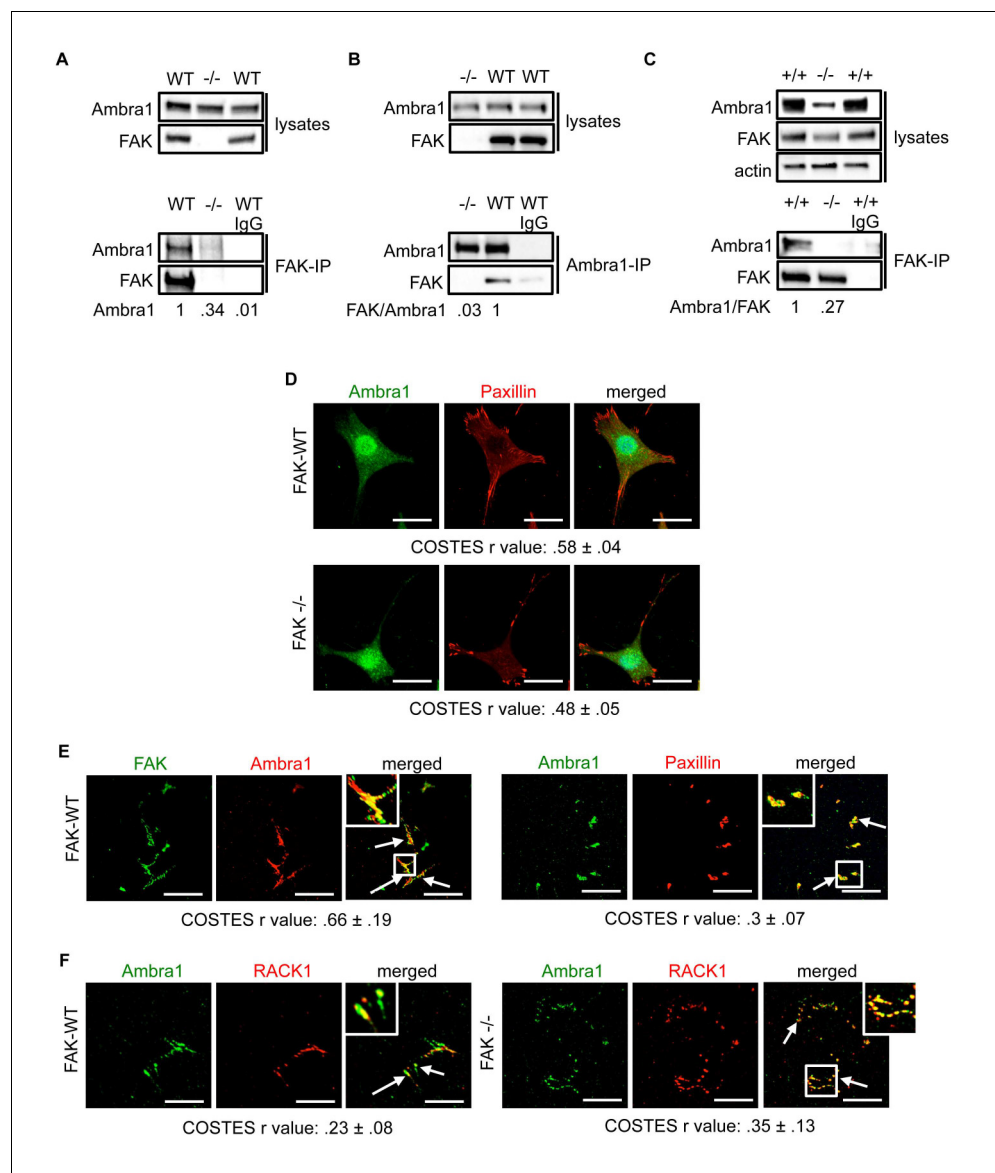 A
WT -/- WT
Ambra1
FAK
lysates
WT -/- WT
IgG
Ambra1
FAK
FAK-IP
Ambra1 1 .34 .01
B
-/- WT WT
Ambra1
FAK
lysates
-/- WT WT
IgG
Ambra1
FAK
Ambra1-IP
FAK/Ambra1 .03 1
C
+/+ -/- +/+
Ambra1
FAK
actin
lysates
+/+ -/- +/+
IgG
Ambra1
FAK
FAK-IP
Ambra1/FAK 1 .27
D
Ambra1 Paxillin merged
FAK-WT
COSTES r value: .58 ± .04
FAK -/-
COSTES r value: .48 ± .05
E
FAK Ambra1 merged
FAK-WT
COSTES r value: .66 ± .19
Ambra1 Paxillin merged
COSTES r value: .3 ± .07
F
Ambra1 RACK1 merged
FAK-WT
COSTES r value: .23 ± .08
Ambra1 RACK1 merged
FAK -/-
COSTES r value: .35 ± .13